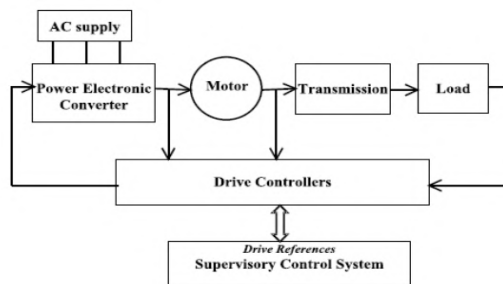 AC supply
Power Electronic
Converter
Motor
Transmission
Load
Drive Controllers
Drive References
Supervisory Control System